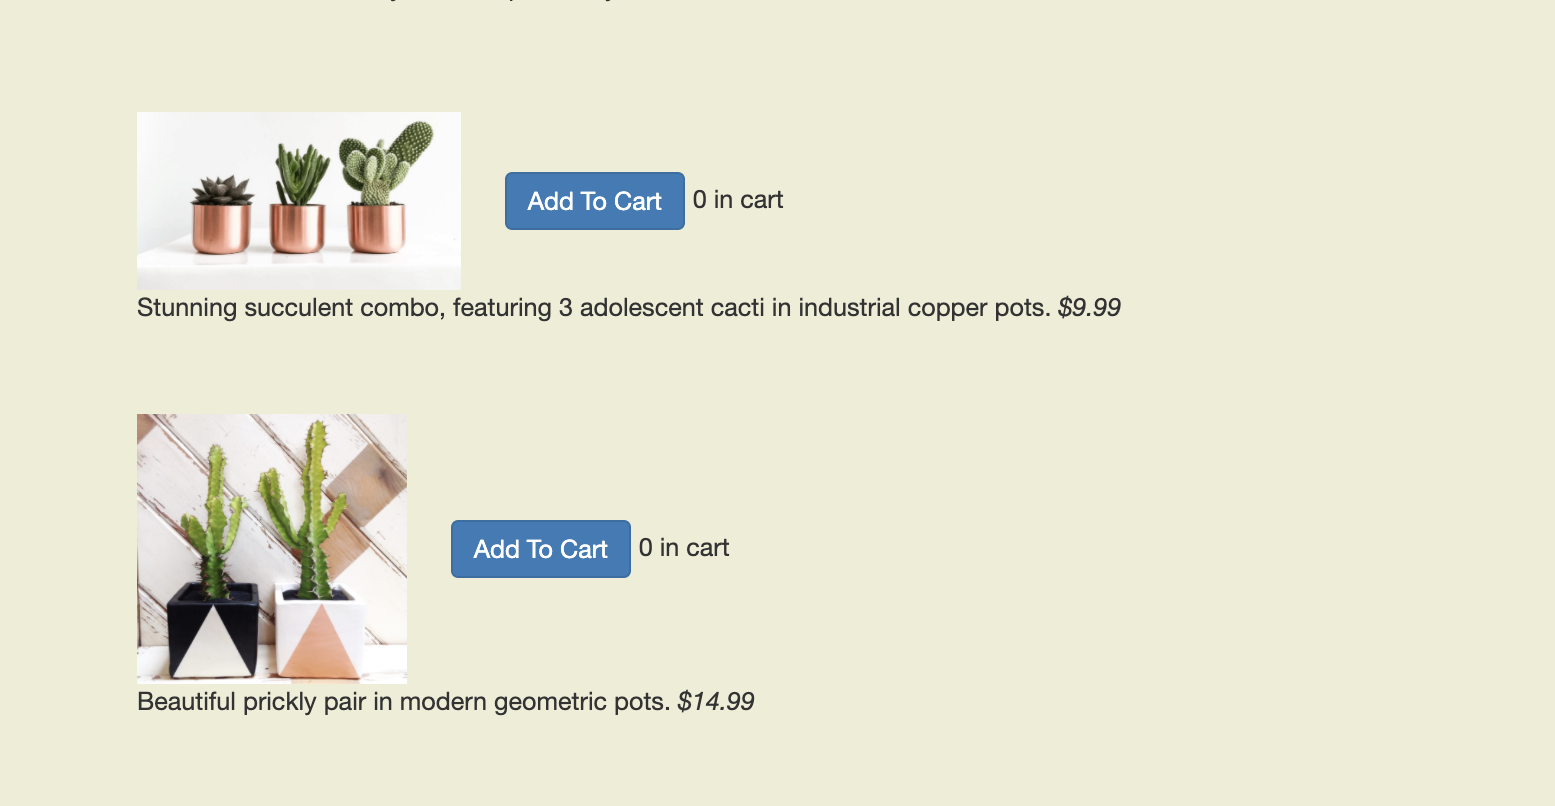 Add To Cart 0 in cart
Stunning succulent combo, featuring 3 adolescent cacti in industrial copper pots. $9.99
Add To Cart 0 in cart
Beautiful prickly pair in modern geometric pots. $14.99